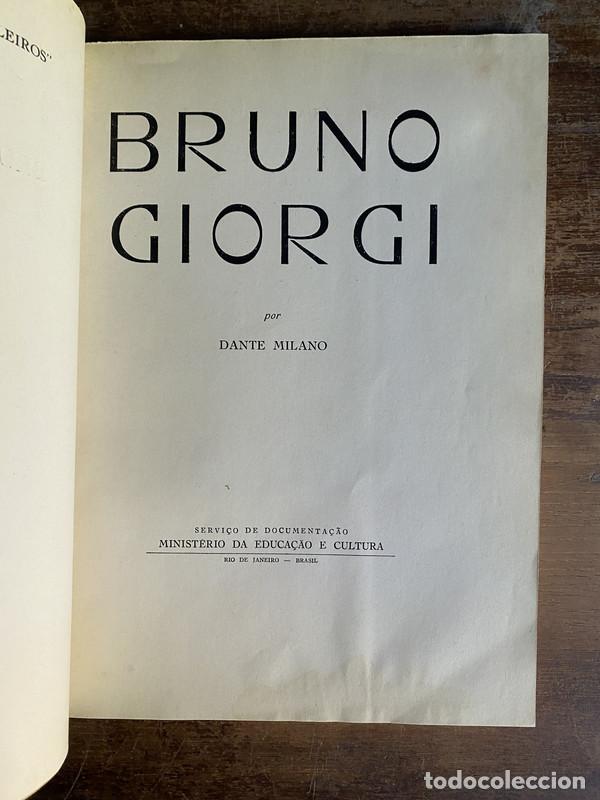 LEIROS"
BRUNO
GIORGI
por
DANTE MILANO
SERVIÇO DE DOCUMENTAÇÃO
MINISTÉRIO DA EDUCAÇÃO E CULTURA
RIO DE JANEIRO — BRASIL
todocoleccion